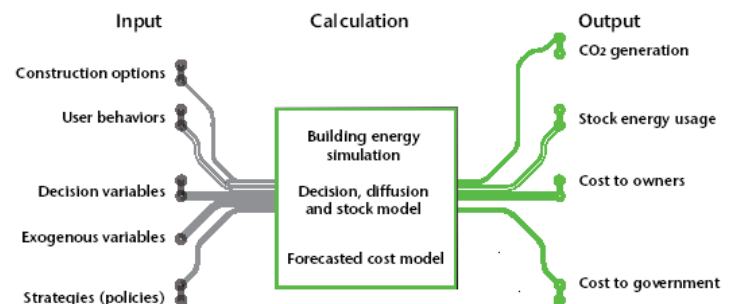 Input
Calculation
Output
Construction options
User behaviors
Decision variables
Exogenous variables
Strategies (policies)
Building energy
simulation
Decision, diffusion
and stock model
Forecasted cost model
CO2 generation
Stock energy usage
Cost to owners
Cost to government